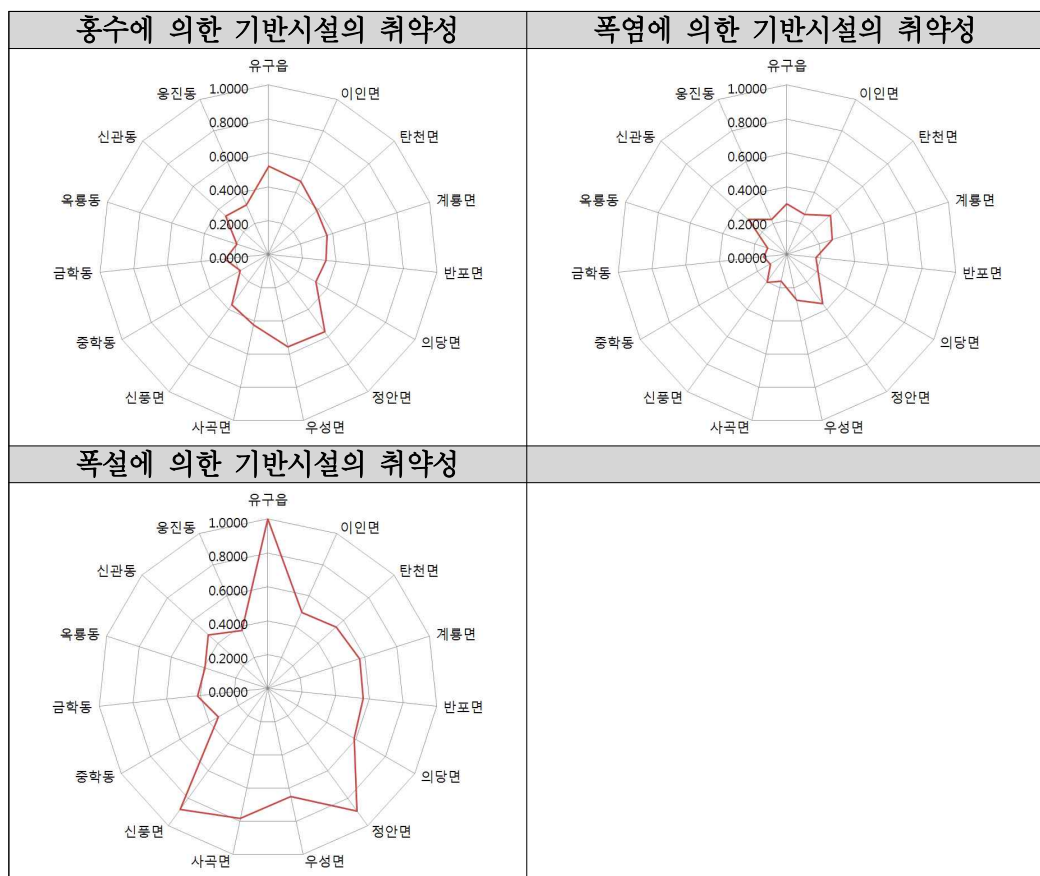 홍수에 의한 기반시설의 취약성
폭염에 의한 기반시설의 취약성
유구읍
이인면
탄천면
계룡면
반포면
의당면
정안면
우성면
사곡면
신풍면
중학동
금학동
옥룡동
신관동
웅진동
1.0000
0.8000
0.6000
0.4000
0.2000
0.0000
유구읍
이인면
탄천면
계룡면
반포면
의당면
정안면
우성면
사곡면
신풍면
중학동
금학동
옥룡동
신관동
웅진동
1.0000
0.8000
0.6000
0.4000
0.2000
0.0000
폭설에 의한 기반시설의 취약성
유구읍
이인면
탄천면
계룡면
반포면
의당면
정안면
우성면
사곡면
신풍면
중학동
금학동
옥룡동
신관동
웅진동
1.0000
0.8000
0.6000
0.4000
0.2000
0.0000